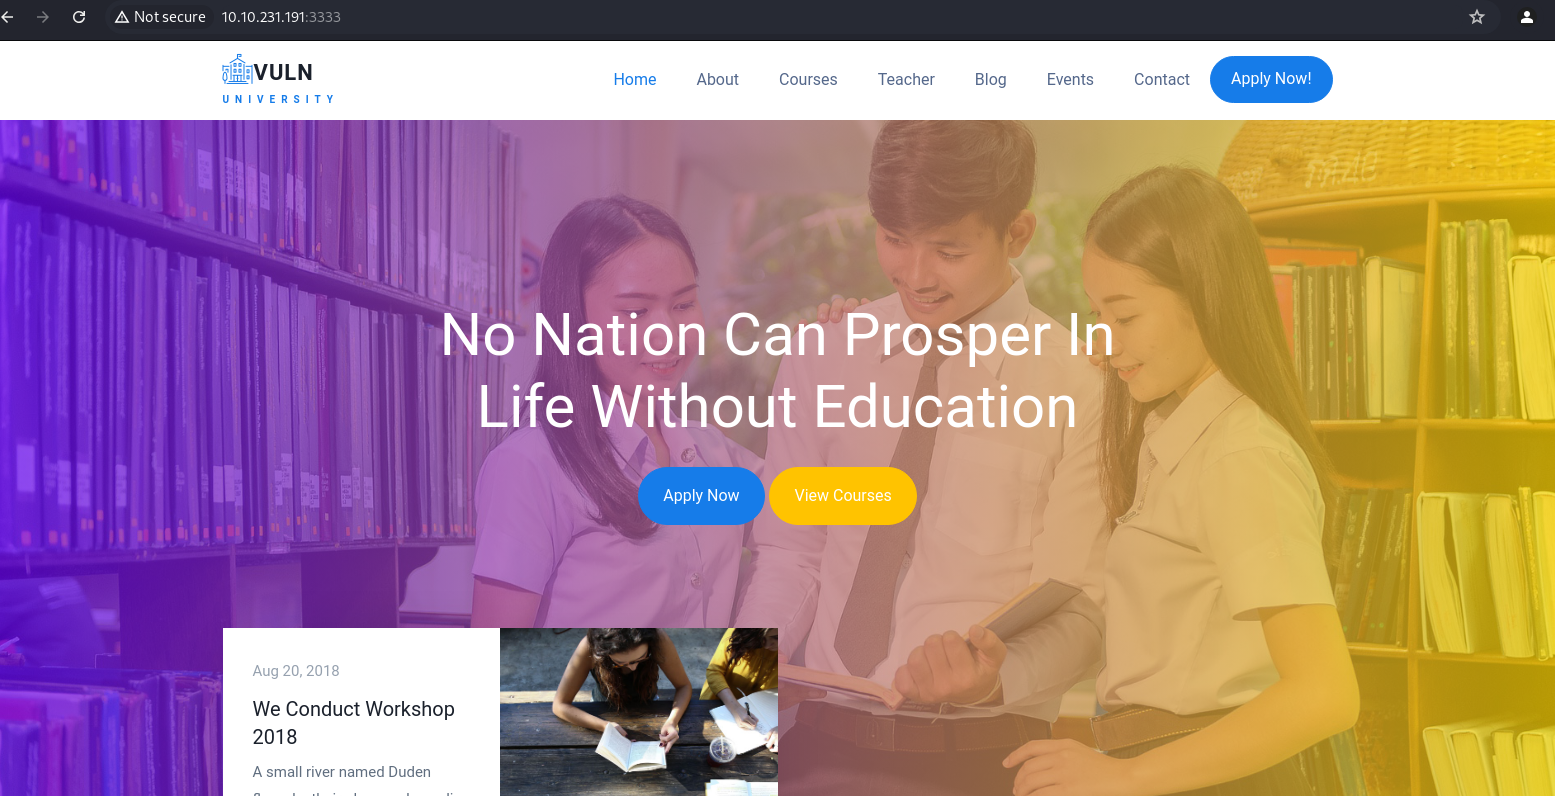 Not secure 10.10.231.191:3333
VULN
UNIVERSITY
Home About Courses Teacher Blog Events Contact Apply Now!
No Nation Can Prosper In
Life Without Education
Apply Now View Courses
Aug 20, 2018
We Conduct Workshop
2018
A small river named Duden